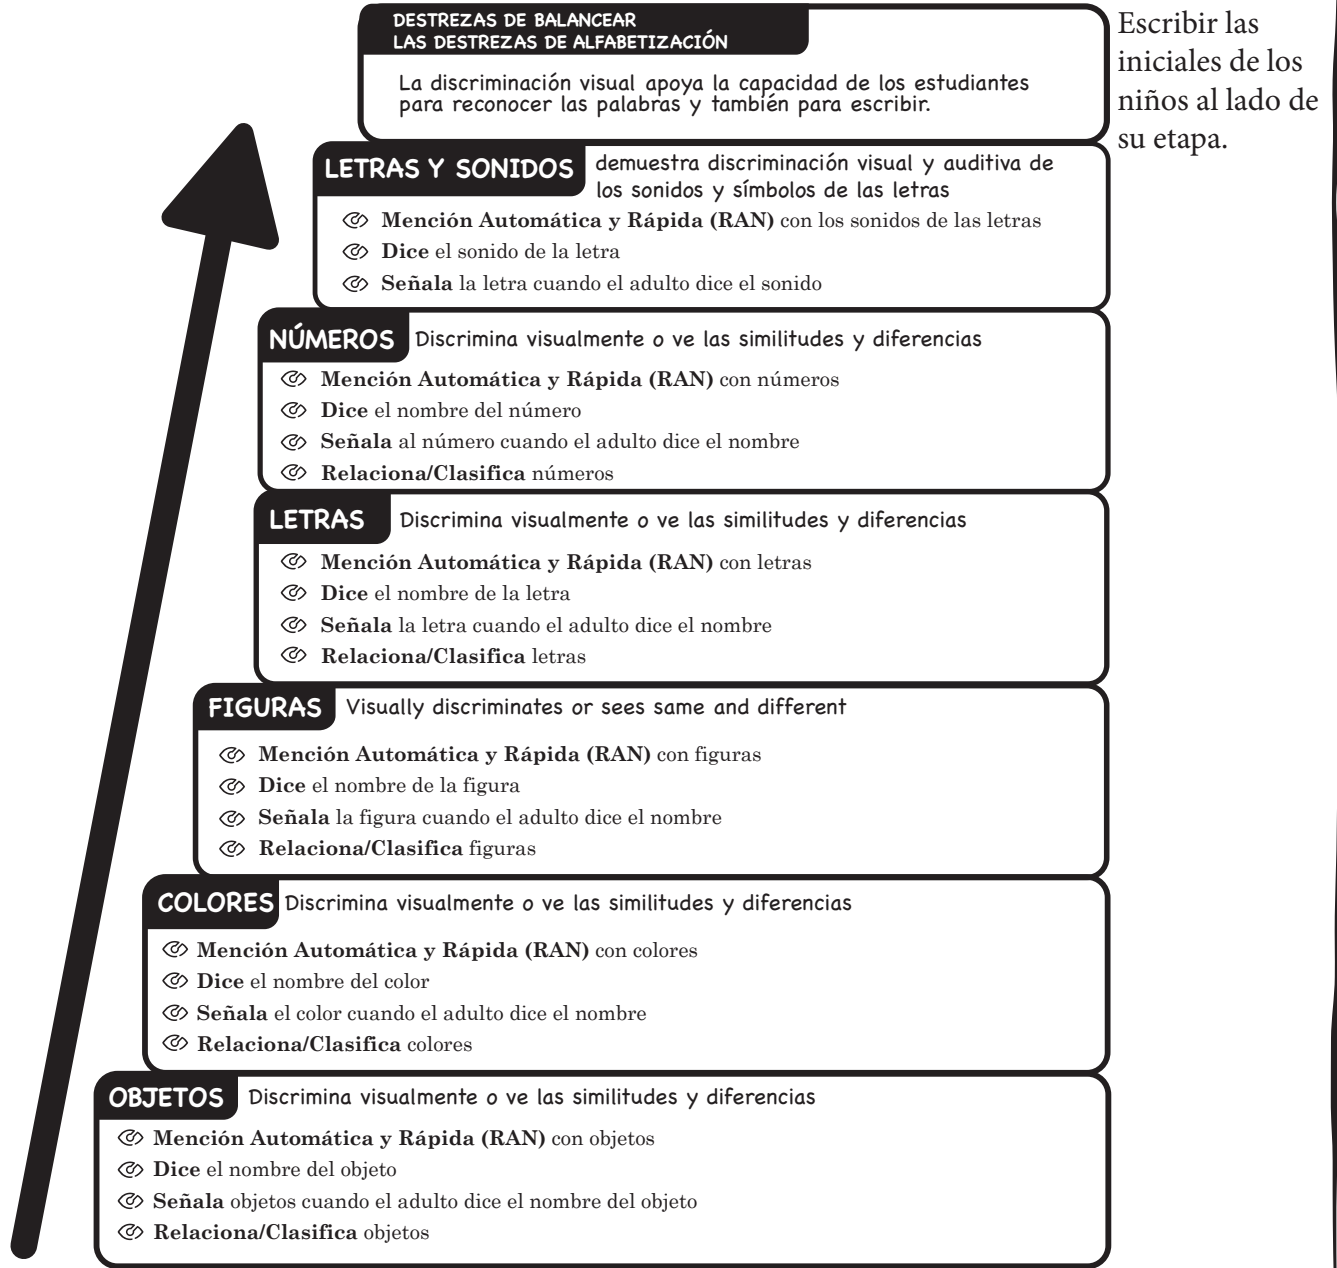 DESTREZAS DE BALANCEAR
LAS DESTREZAS DE ALFABETIZACIÓN
La discriminación visual apoya la capacidad de los estudiantes
para reconocer las palabras y también para escribir.
Escribir las
iniciales de los
niños al lado de
su etapa.
LETRAS Y SONIDOS demuestra discriminación visual y auditiva de
los sonidos y símbolos de las letras
Mención Automática y Rápida (RAN) con los sonidos de las letras
Dice el sonido de la letra
Señala la letra cuando el adulto dice el sonido
NÚMEROS Discrimina visualmente o ve las similitudes y diferencias
Mención Automática y Rápida (RAN) con números
Dice el nombre del número
Señala al número cuando el adulto dice el nombre
Relaciona/Clasifica números
LETRAS Discrimina visualmente o ve las similitudes y diferencias
Mención Automática y Rápida (RAN) con letras
Dice el nombre de la letra
Señala la letra cuando el adulto dice el nombre
Relaciona/Clasifica letras
FIGURAS Visually discriminates or sees same and different
Mención Automática y Rápida (RAN) con figuras
Dice el nombre de la figura
Señala la figura cuando el adulto dice el nombre
Relaciona/Clasifica figuras
COLORES Discrimina visualmente o ve las similitudes y diferencias
Mención Automática y Rápida (RAN) con colores
Dice el nombre del color
Señala el color cuando el adulto dice el nombre
Relaciona/Clasifica colores
OBJETOS Discrimina visualmente o ve las similitudes y diferencias
Mención Automática y Rápida (RAN) con objetos
Dice el nombre del objeto
Señala objetos cuando el adulto dice el nombre del objeto
Relaciona/Clasifica objetos